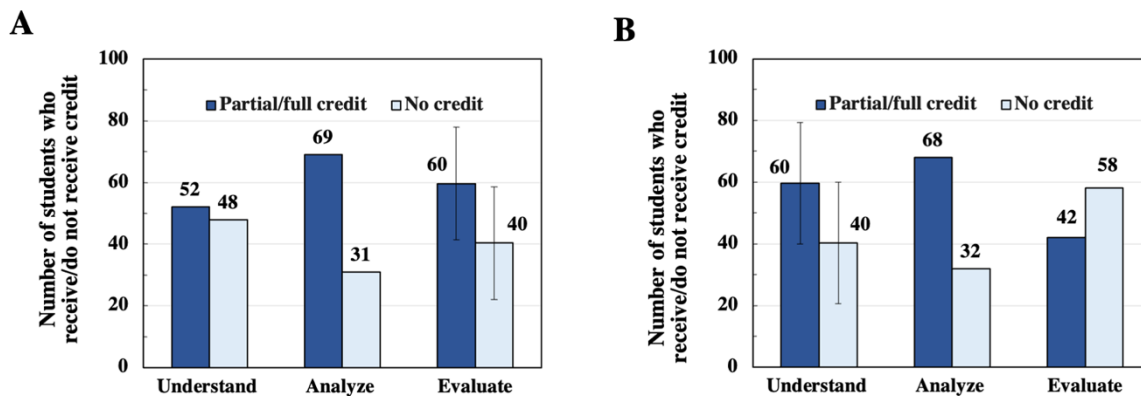 A
Number of students who
receive/do not receive credit
100
80
60
40
20
0
Partial/full credit No credit
52
48
69
31
60
40
Understand Analyze Evaluate
B
Number of students who
receive/do not receive credit
100
80
60
40
20
0
Partial/full credit No credit
60
40
68
32
42
58
Understand Analyze Evaluate